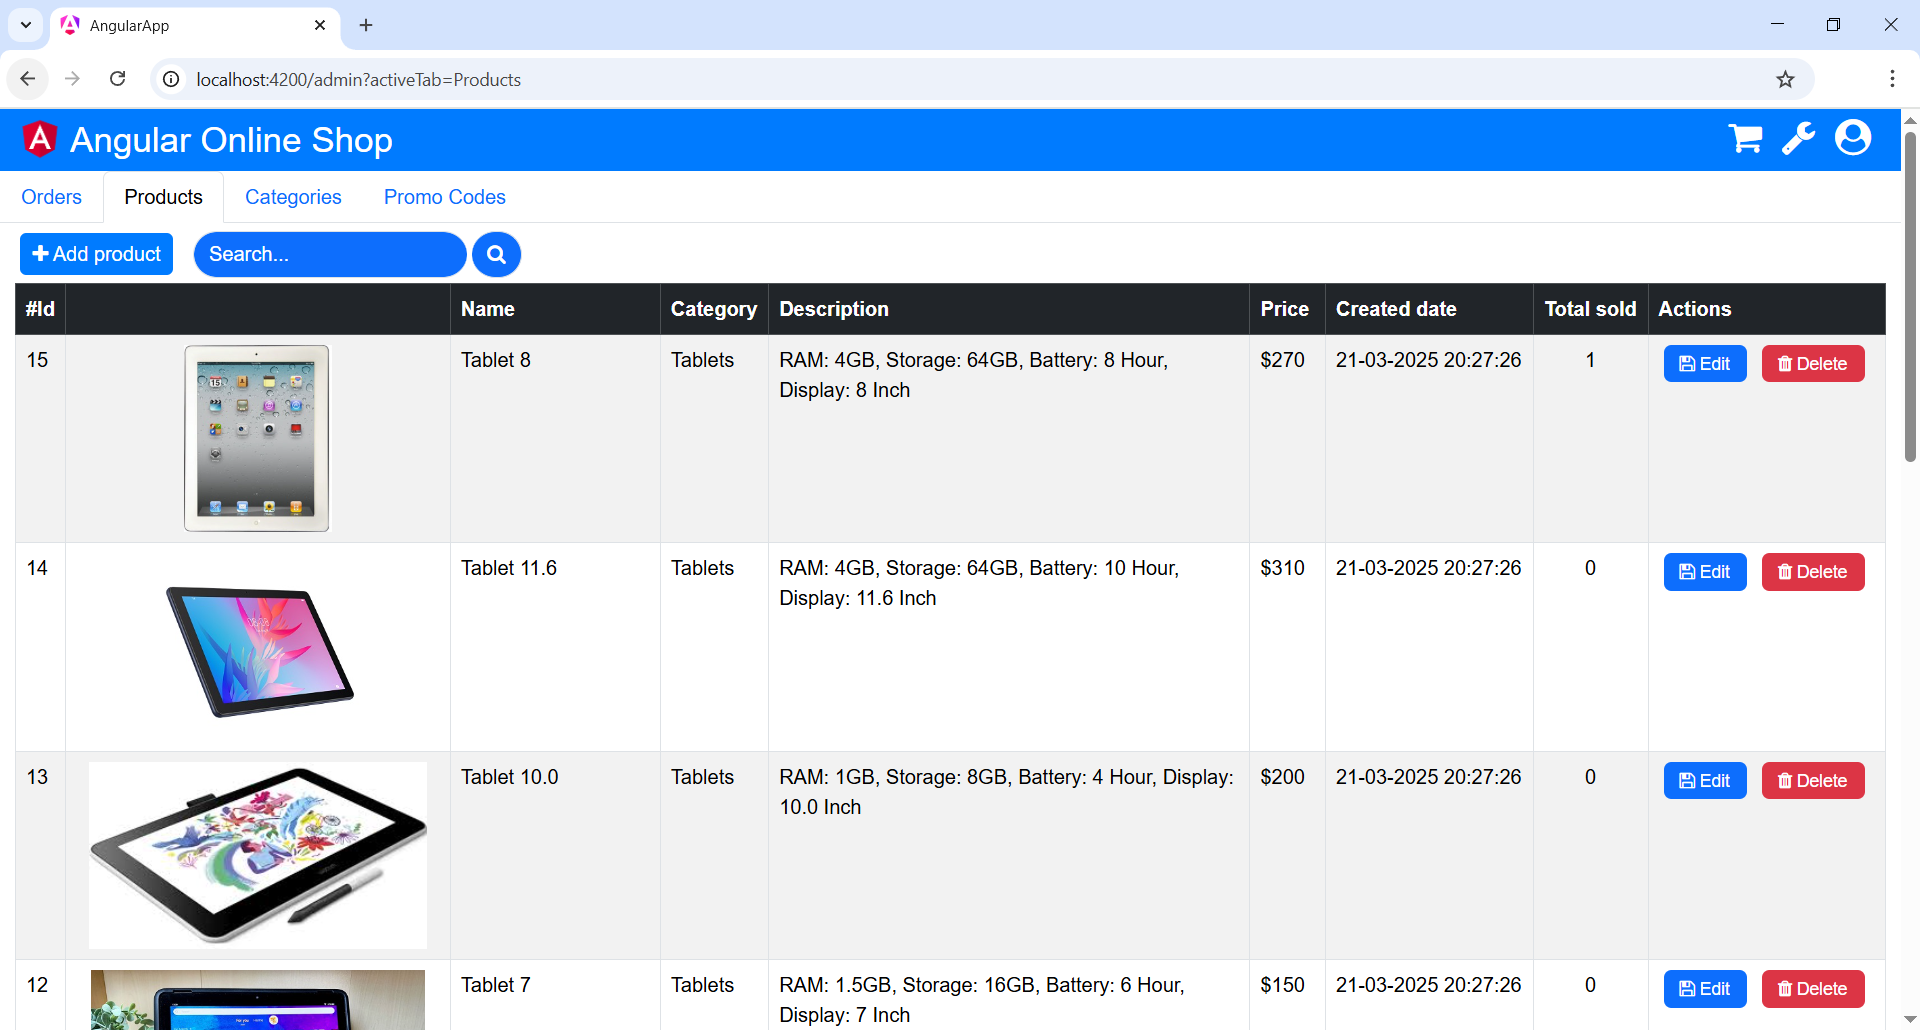 AngularApp
localhost:4200/admin?activeTab=Products
Angular Online Shop
Orders Products Categories Promo Codes
Add product Search...
#Id Name Category Description Price Created date Total sold Actions
15 Tablet 8 Tablets RAM: 4GB, Storage: 64GB, Battery: 8 Hour, $270 21-03-2025 20:27:26 1 Edit Delete
Display: 8 Inch
14 Tablet 11.6 Tablets RAM: 4GB, Storage: 64GB, Battery: 10 Hour, $310 21-03-2025 20:27:26 0 Edit Delete
Display: 11.6 Inch
13 Tablet 10.0 Tablets RAM: 1GB, Storage: 8GB, Battery: 4 Hour, Display: $200 21-03-2025 20:27:26 0 Edit Delete
10.0 Inch
12 Tablet 7 Tablets RAM: 1.5GB, Storage: 16GB, Battery: 6 Hour, $150 21-03-2025 20:27:26 0 Edit Delete
Display: 7 Inch